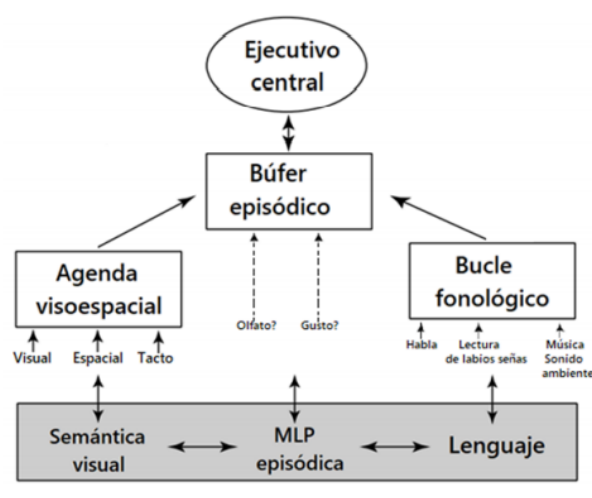 Ejecutivo
central
Búfer
episódico
Agenda
visoespacial
Bucle
fonológico
Olfato?
Gusto?
Visual
Espacial
Tacto
Habla
Lectura
de labios señas
Música
Sonido
ambiente
Semántica
visual
MLP
episódica
Lenguaje